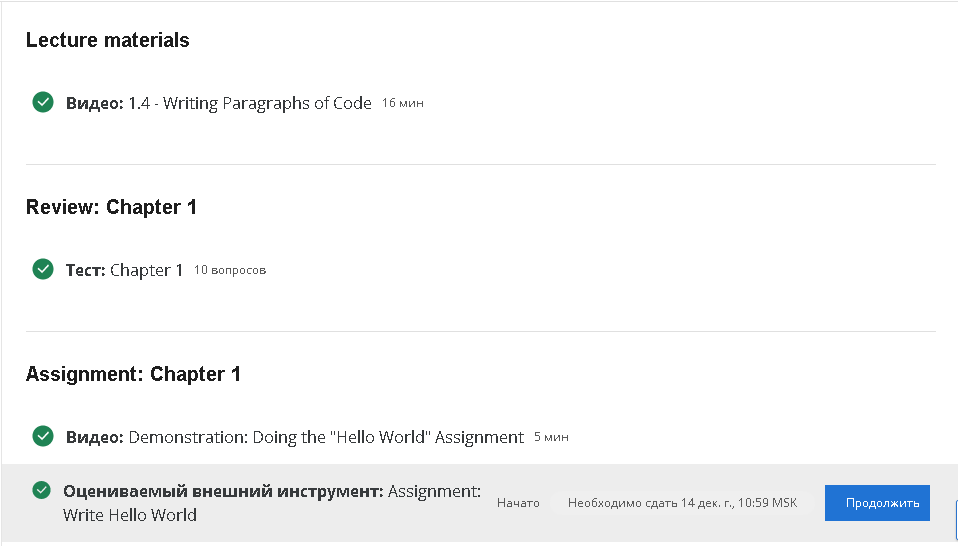 Lecture materials
Видео: 1.4 - Writing Paragraphs of Code 16 мин
Review: Chapter 1
Тест: Chapter 1 10 вопросов
Assignment: Chapter 1
Видео: Demonstration: Doing the "Hello World" Assignment 5 мин
Оцениваемый внешний инструмент: Assignment:
Write Hello World
Начато
Необходимо сдать 14 дек. г., 10:59 MSK
Продолжить